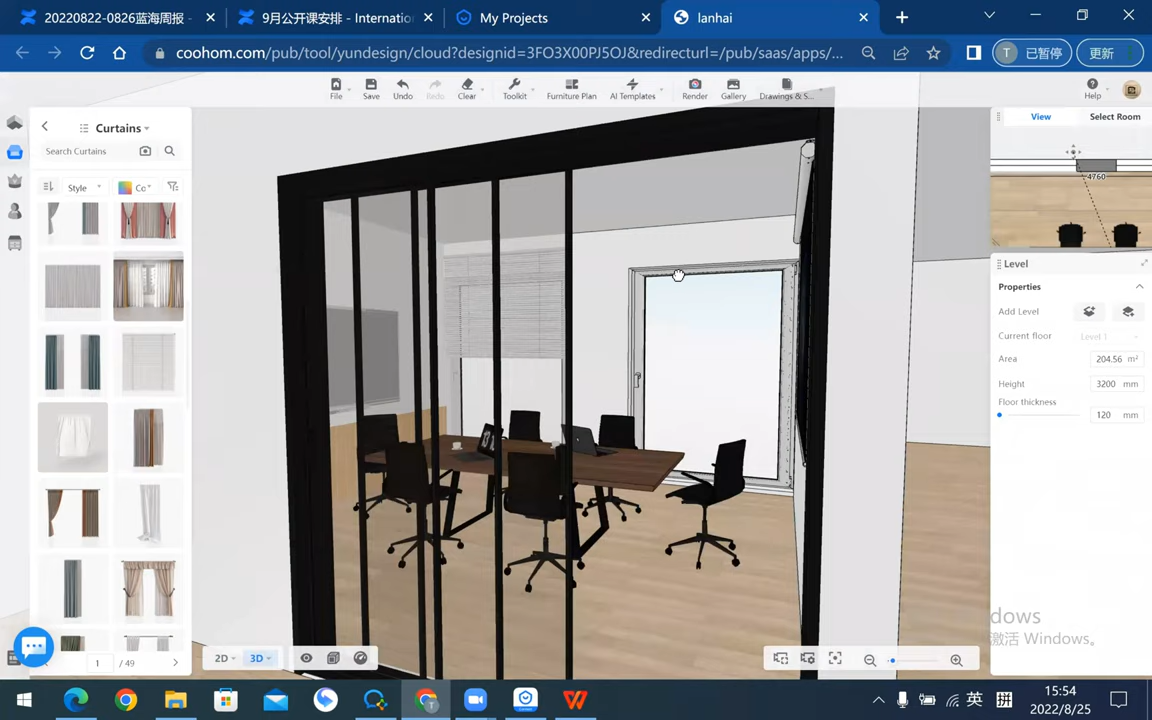 20220822-0826蓝海周报 -
9月公开课安排 - Internatio
My Projects
lanhai
coohom.com/pub/tool/yundesign/cloud?designid=3FO3X00PJ5OJ&redirecturl=/pub/saas/apps/...
T 已暂停
更新
File
Save
Undo
Redo
Clear
Toolkit
Furniture Plan
AI Templates
Render
Gallery
Drawings & S...
Help
Curtains
Search Curtains
Style
Co
1 / 49
View
Select Room
4760
Level
Properties
Add Level
Current floor Level 1
Area 204.56 m²
Height 3200 mm
Floor thickness
120 mm
2D
3D
dows
激活 Windows。
英
拼
15:54
2022/8/25